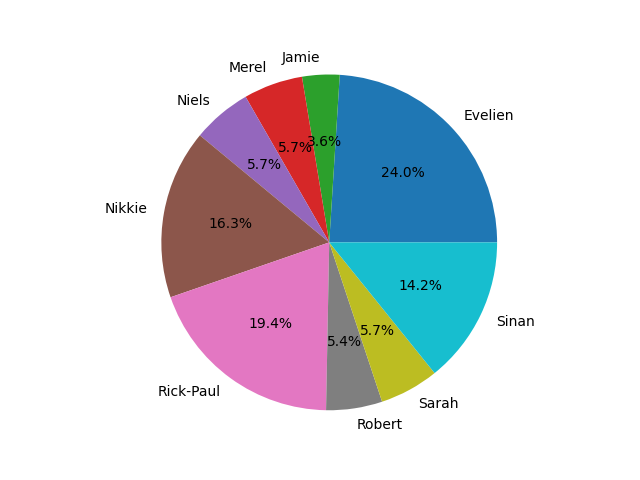 Jamie
Merel
Evelien
Niels
3.6%
5.7%
5.7%
24.0%
Nikkie
16.3%
14.2%
Sinan
19.4%
5.7%
5.4%
Rick-Paul
Sarah
Robert